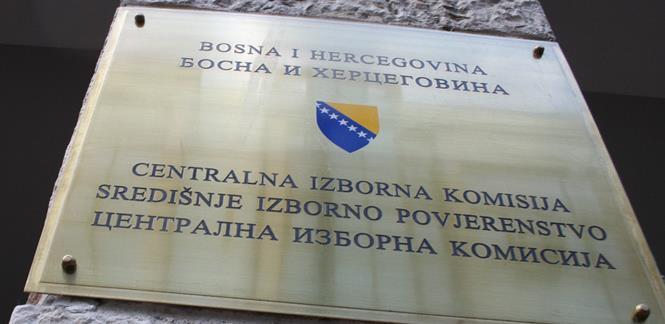 BOSNA I HERCEGOVINA
БОСНА И ХЕРЦЕГОВИНА
CENTRALNA IZBORNA KOMISIJA
SREDIŠNJE IZBORNO POVJERENSTVO
ЦЕНТРАЛНА ИЗБОРНА КОМИСИЈА